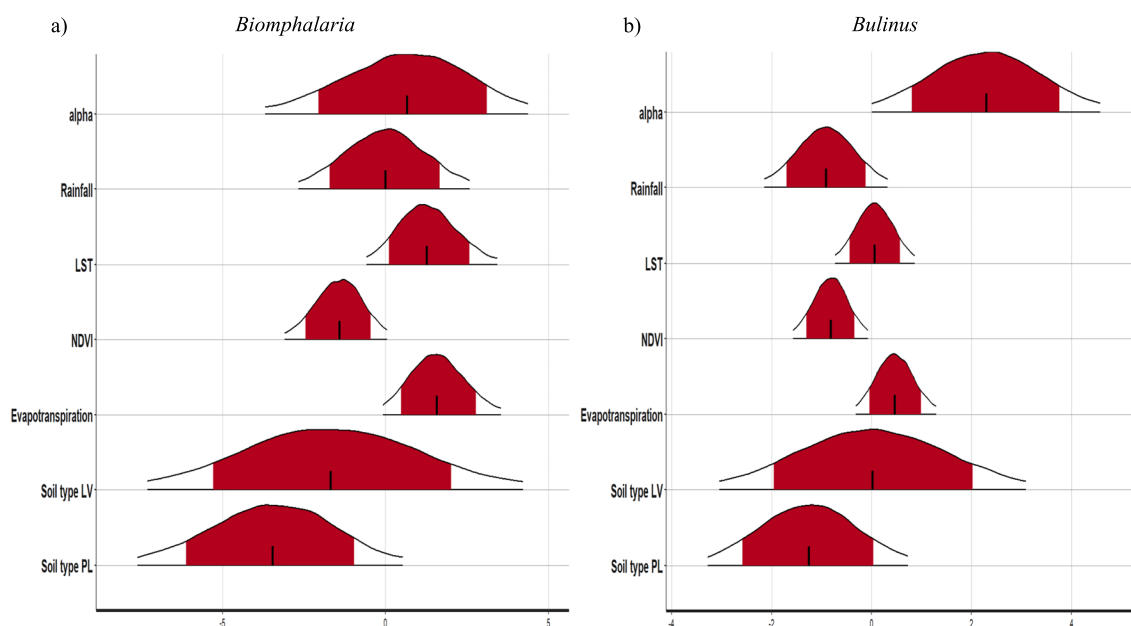 a) Biomphalaria
alpha
Rainfall
LST
NDVI
Evapotranspiration
Soil type LV
Soil type PL
-5 0 5
b) Bulinus
alpha
Rainfall
LST
NDVI
Evapotranspiration
Soil type LV
Soil type PL
-4 -2 0 2 4